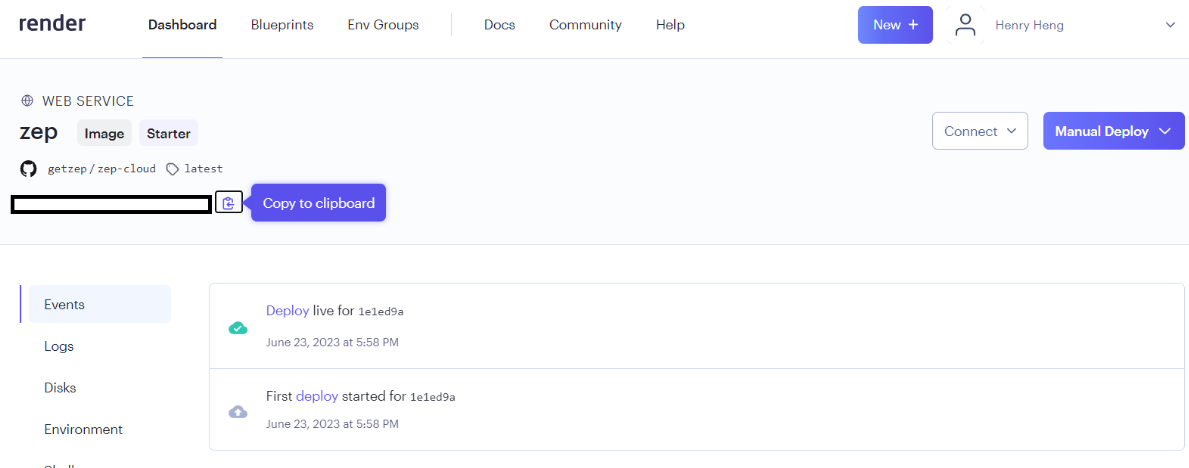 render Dashboard Blueprints Env Groups Docs Community Help New + Henry Heng
WEB SERVICE
zep Image Starter Connect Manual Deploy
getzep/zep-cloud latest
Copy to clipboard
Events
Logs
Disks
Environment
Deploy live for 1e1ed9a
June 23, 2023 at 5:58 PM
First deploy started for 1e1ed9a
June 23, 2023 at 5:58 PM